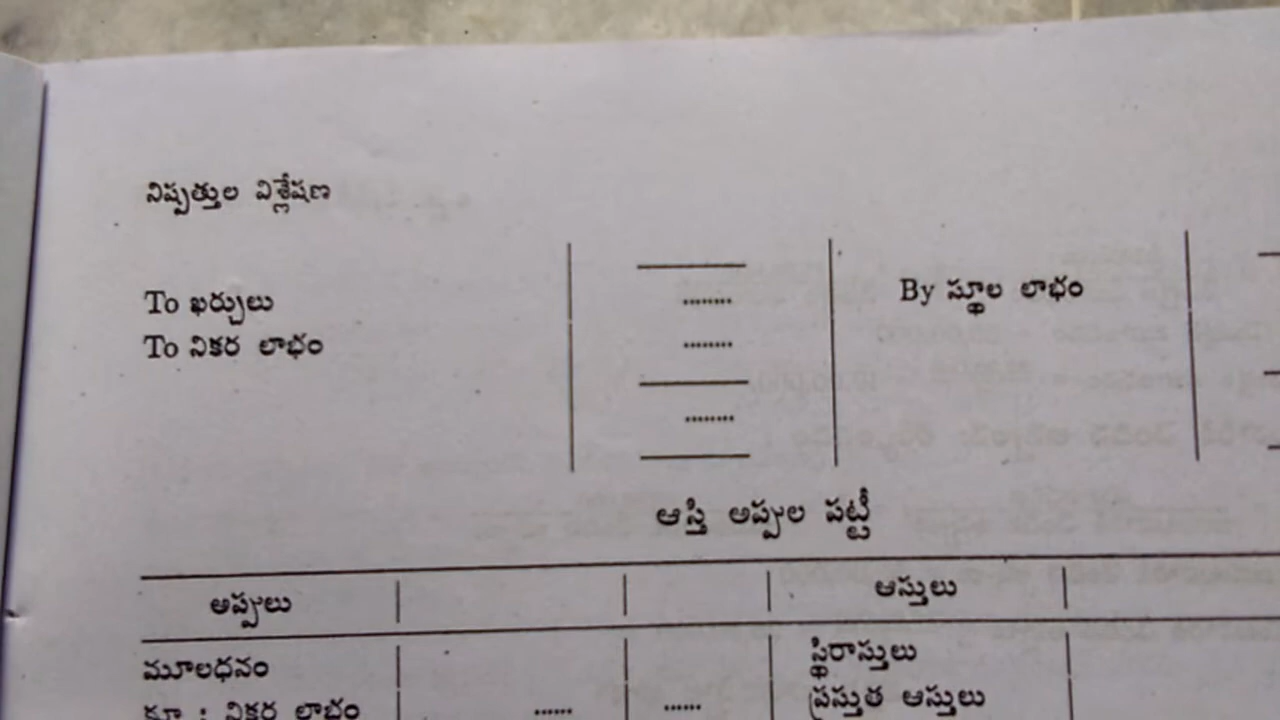 నిష్పత్తుల విశ్లేషణ
To ఖర్చులు ........ By స్థూల లాభం
To నికర లాభం ........
........
ఆస్తి అప్పుల పట్టీ
అప్పులు ఆస్తులు
మూలధనం స్థిరాస్తులు
కూ : నికర లాభం ...... ...... ప్రస్తుత ఆస్తులు